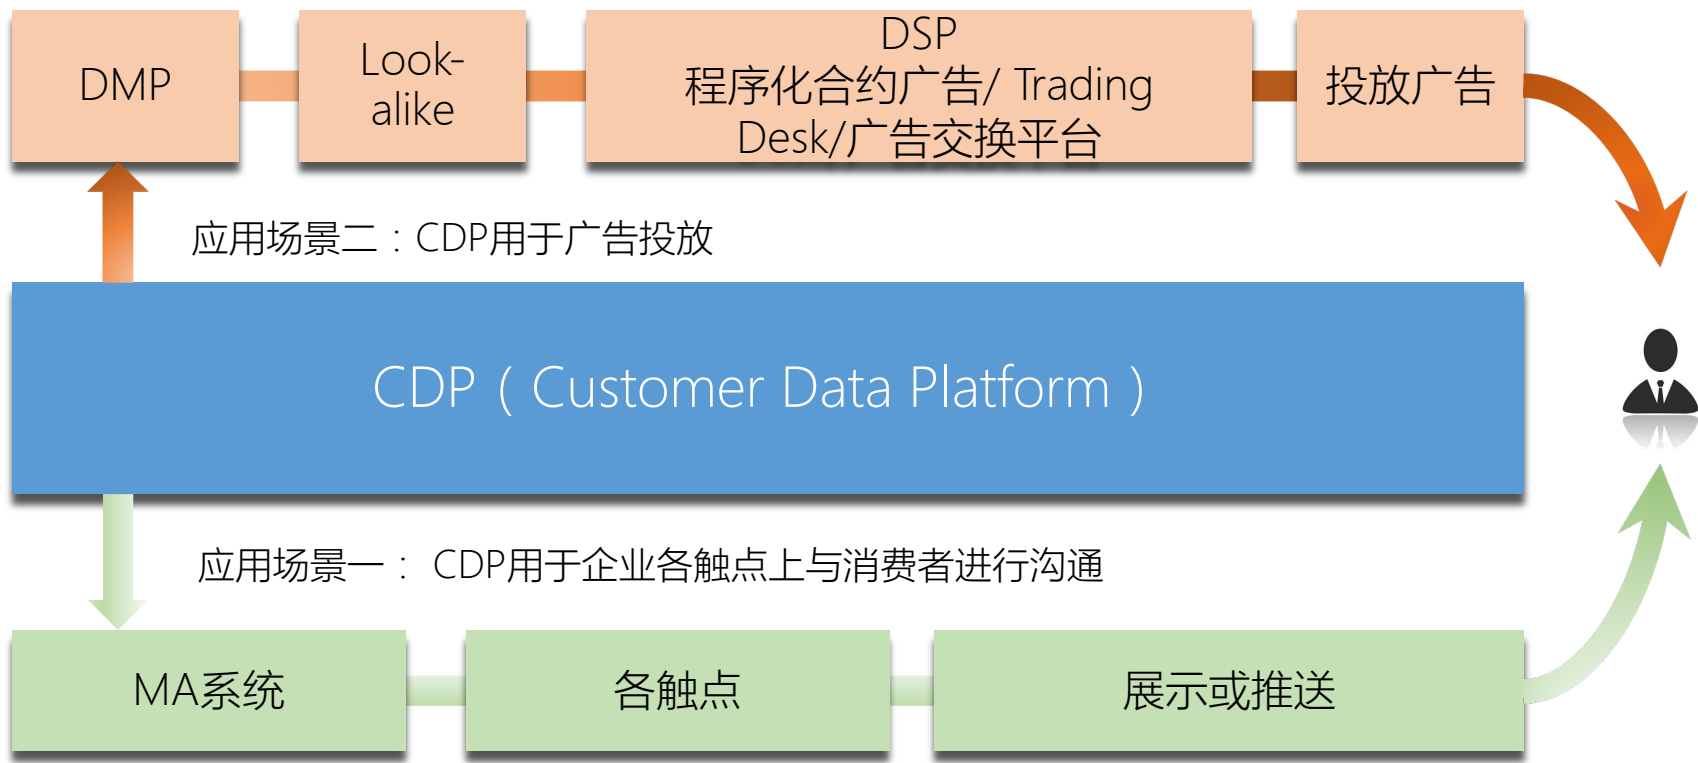 DMP
Look-
alike
DSP
程序化合约广告/ Trading
Desk/广告交换平台
投放广告
应用场景二：CDP用于广告投放
CDP（Customer Data Platform）
应用场景一： CDP用于企业各触点上与消费者进行沟通
MA系统
各触点
展示或推送